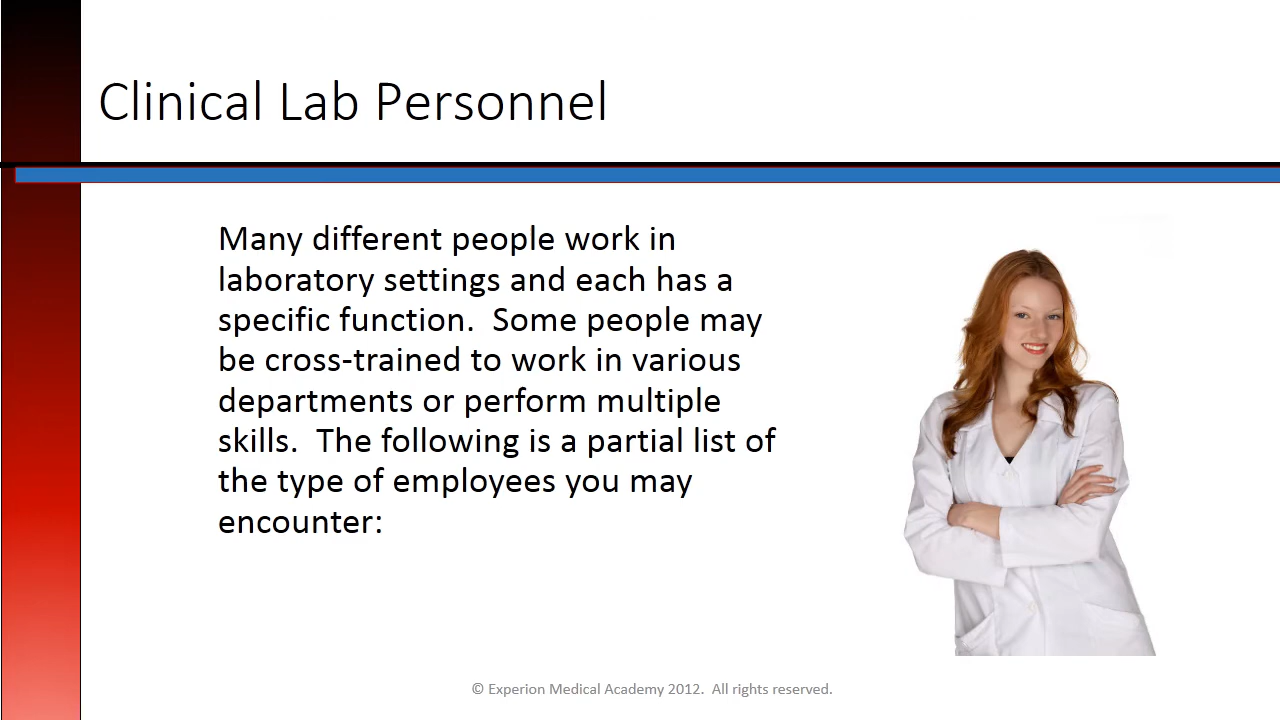 Clinical Lab Personnel
Many different people work in
laboratory settings and each has a
specific function.  Some people may
be cross-trained to work in various
departments or perform multiple
skills.  The following is a partial list of
the type of employees you may
encounter:
© Experion Medical Academy 2012.  All rights reserved.